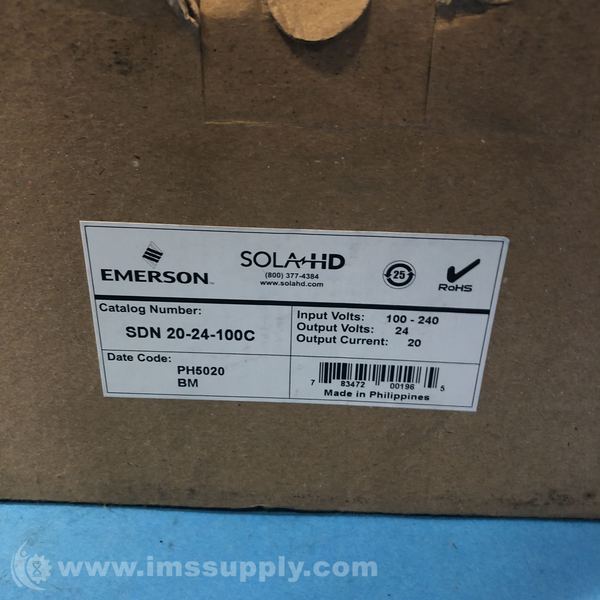 EMERSON
SOLA HD
(800) 377-4384
www.solahd.com
25
RoHS
Catalog Number:
SDN 20-24-100C
Input Volts: 100 - 240
Output Volts: 24
Output Current: 20
Date Code:
PH5020
BM
7 83472 00196 5
Made in Philippines
www.imssupply.com